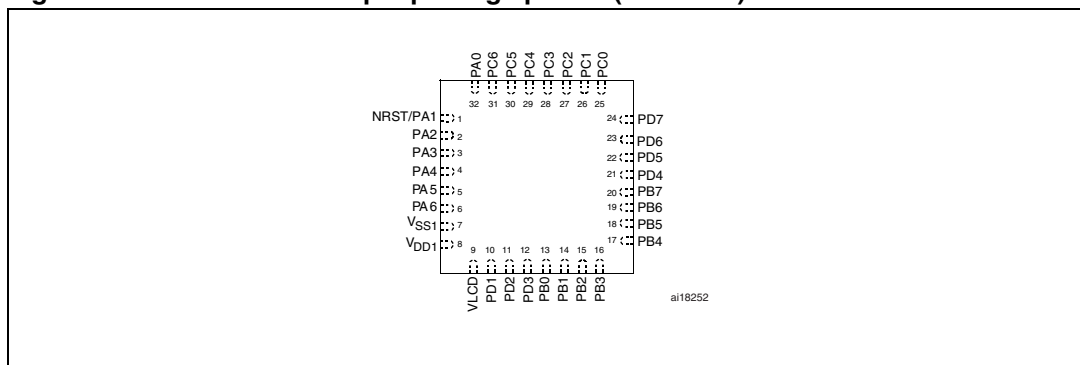 PA0 PC6 PC5 PC4 PC3 PC2 PC1 PC0
32 31 30 29 28 27 26 25
NRST/PA1 1 24 PD7
PA2 2 23 PD6
PA3 3 22 PD5
PA4 4 21 PD4
PA5 5 20 PB7
PA6 6 19 PB6
VSS1 7 18 PB5
VDD1 8 17 PB4
9 10 11 12 13 14 15 16
VLCD PD1 PD2 PD3 PB0 PB1 PB2 PB3
ai18252